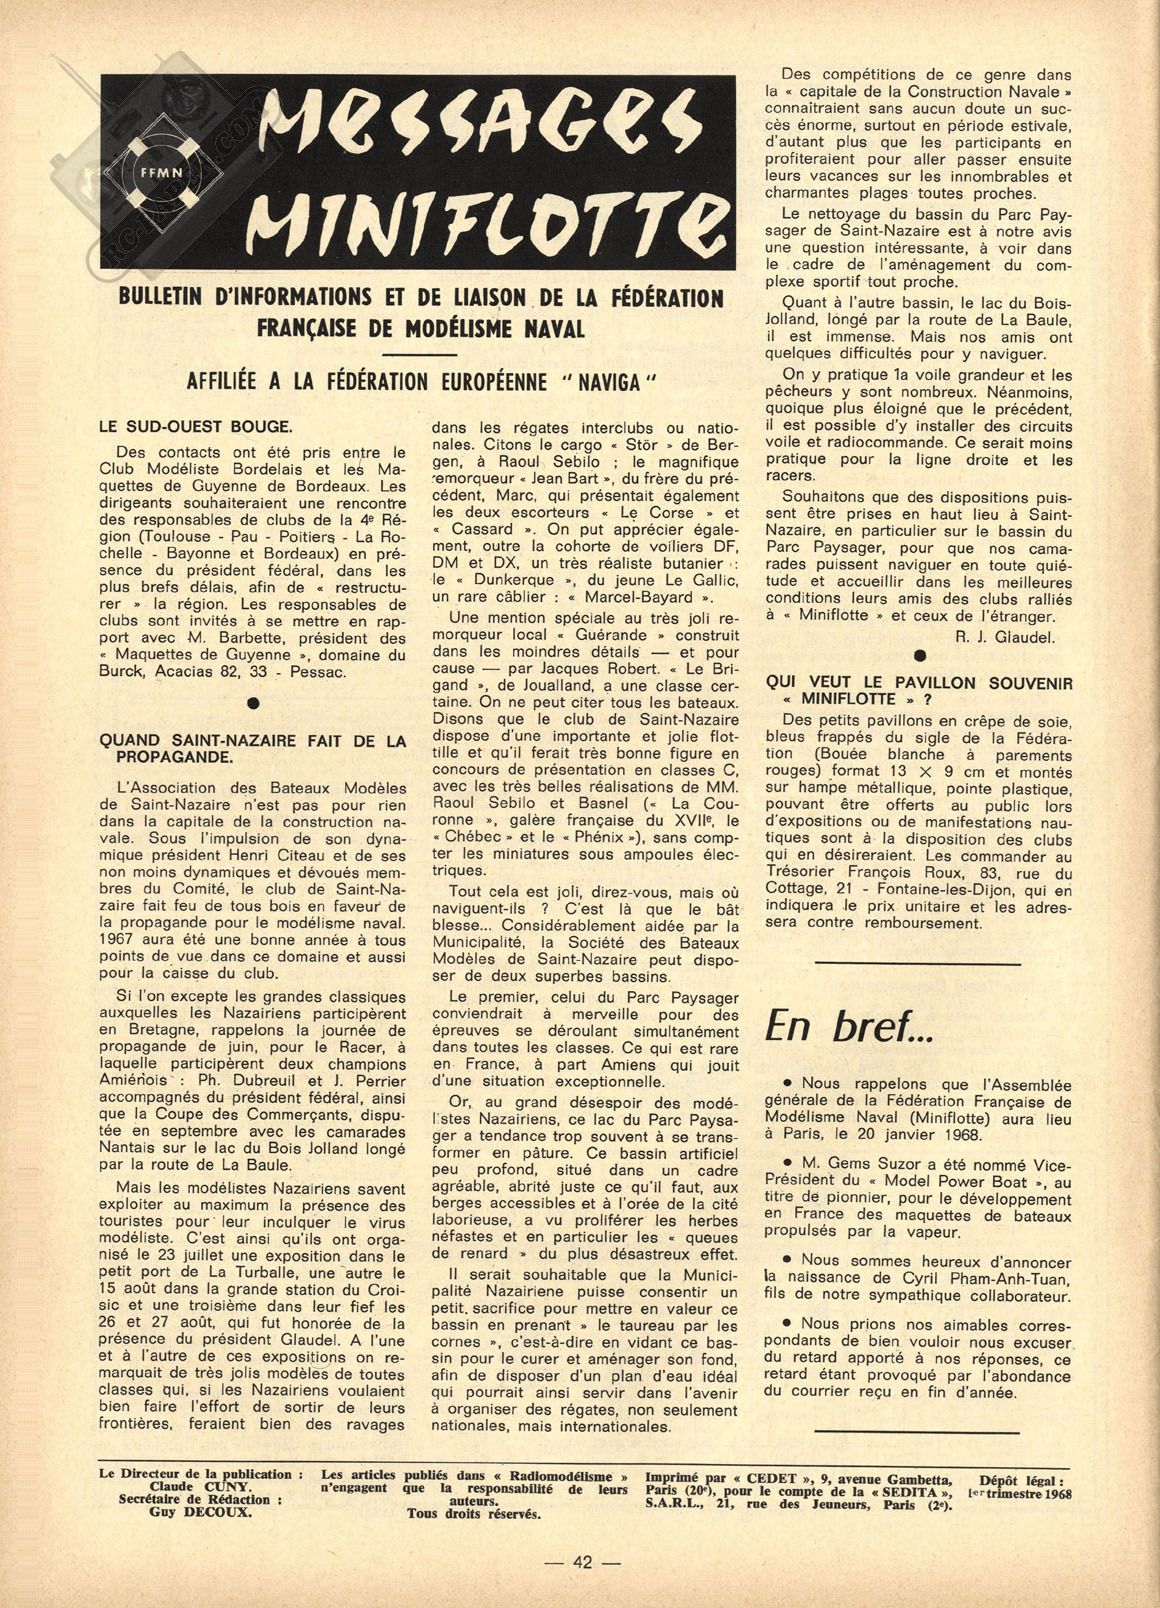 RC-LAPALX.COM
FFMN
MESSAGES
MINIFLOTTE
BULLETIN D'INFORMATIONS ET DE LIAISON DE LA FÉDÉRATION
FRANÇAISE DE MODÉLISME NAVAL
AFFILIÉE A LA FÉDÉRATION EUROPÉENNE " NAVIGA "
LE SUD-OUEST BOUGE.
Des contacts ont été pris entre le
Club Modéliste Bordelais et les Ma-
quettes de Guyenne de Bordeaux. Les
dirigeants souhaiteraient une rencontre
des responsables de clubs de la 4e Ré-
gion (Toulouse - Pau - Poitiers - La Ro-
chelle - Bayonne et Bordeaux) en pré-
sence du président fédéral, dans les
plus brefs délais, afin de « restructu-
rer » la région. Les responsables de
clubs sont invités à se mettre en rap-
port avec M. Barbette, président des
« Maquettes de Guyenne », domaine du
Burck, Acacias 82, 33 - Pessac.
●
QUAND SAINT-NAZAIRE FAIT DE LA
PROPAGANDE.
L'Association des Bateaux Modèles
de Saint-Nazaire n'est pas pour rien
dans la capitale de la construction na-
vale. Sous l'impulsion de son dyna-
mique président Henri Citeau et de ses
non moins dynamiques et dévoués mem-
bres du Comité, le club de Saint-Na-
zaire fait feu de tous bois en faveur de
la propagande pour le modélisme naval.
1967 aura été une bonne année à tous
points de vue dans ce domaine et aussi
pour la caisse du club.
Si l'on excepte les grandes classiques
auxquelles les Nazairiens participèrent
en Bretagne, rappelons la journée de
propagande de juin, pour le Racer, à
laquelle participèrent deux champions
Amiénois : Ph. Dubreuil et J. Perrier
accompagnés du président fédéral, ainsi
que la Coupe des Commerçants, dispu-
tée en septembre avec les camarades
Nantais sur le lac du Bois Jolland longé
par la route de La Baule.
Mais les modélistes Nazairiens savent
exploiter au maximum la présence des
touristes pour leur inculquer le virus
modéliste. C'est ainsi qu'ils ont orga-
nisé le 23 juillet une exposition dans le
petit port de La Turballe, une autre le
15 août dans la grande station du Croi-
sic et une troisième dans leur fief les
26 et 27 août, qui fut honorée de la
présence du président Glaudel. A l'une
et à l'autre de ces expositions on re-
marquait de très jolis modèles de toutes
classes qui, si les Nazairiens voulaient
bien faire l'effort de sortir de leurs
frontières, feraient bien des ravages
dans les régates interclubs ou natio-
nales. Citons le cargo « Stör » de Ber-
gen, à Raoul Sebilo ; le magnifique
remorqueur « Jean Bart », du frère du pré-
cédent, Marc, qui présentait également
les deux escorteurs « Le Corse » et
« Cassard ». On put apprécier égale-
ment, outre la cohorte de voiliers DF,
DM et DX, un très réaliste butanier :
le « Dunkerque », du jeune Le Gallic,
un rare câblier : « Marcel-Bayard ».
Une mention spéciale au très joli re-
morqueur local « Guérande » construit
dans les moindres détails — et pour
cause — par Jacques Robert. « Le Bri-
gand », de Joualland, a une classe cer-
taine. On ne peut citer tous les bateaux.
Disons que le club de Saint-Nazaire
dispose d'une importante et jolie flot-
tille et qu'il ferait très bonne figure en
concours de présentation en classes C,
avec les très belles réalisations de MM.
Raoul Sebilo et Basnel (« La Cou-
ronne », galère française du XVIIe, le
« Chébec » et le « Phénix »), sans comp-
ter les miniatures sous ampoules élec-
triques.
Tout cela est joli, direz-vous, mais où
naviguent-ils ? C'est là que le bât
blesse... Considérablement aidée par la
Municipalité, la Société des Bateaux
Modèles de Saint-Nazaire peut dispo-
ser de deux superbes bassins.
Le premier, celui du Parc Paysager
conviendrait à merveille pour des
épreuves se déroulant simultanément
dans toutes les classes. Ce qui est rare
en France, à part Amiens qui jouit
d'une situation exceptionnelle.
Or, au grand désespoir des modé-
listes Nazairiens, ce lac du Parc Paysa-
ger a tendance trop souvent à se trans-
former en pâture. Ce bassin artificiel
peu profond, situé dans un cadre
agréable, abrité juste ce qu'il faut, aux
berges accessibles et à l'orée de la cité
laborieuse, a vu proliférer les herbes
néfastes et en particulier les « queues
de renard » du plus désastreux effet.
Il serait souhaitable que la Munici-
palité Nazairiene puisse consentir un
petit sacrifice pour mettre en valeur ce
bassin en prenant » le taureau par les
cornes », c'est-à-dire en vidant ce bas-
sin pour le curer et aménager son fond,
afin de disposer d'un plan d'eau idéal
qui pourrait ainsi servir dans l'avenir
à organiser des régates, non seulement
nationales, mais internationales.
Des compétitions de ce genre dans
la « capitale de la Construction Navale »
connaîtraient sans aucun doute un suc-
cès énorme, surtout en période estivale,
d'autant plus que les participants en
profiteraient pour aller passer ensuite
leurs vacances sur les innombrables et
charmantes plages toutes proches.
Le nettoyage du bassin du Parc Pay-
sager de Saint-Nazaire est à notre avis
une question intéressante, à voir dans
le cadre de l'aménagement du com-
plexe sportif tout proche.
Quant à l'autre bassin, le lac du Bois-
Jolland, longé par la route de La Baule,
il est immense. Mais nos amis ont
quelques difficultés pour y naviguer.
On y pratique la voile grandeur et les
pêcheurs y sont nombreux. Néanmoins,
quoique plus éloigné que le précédent,
il est possible d'y installer des circuits
voile et radiocommande. Ce serait moins
pratique pour la ligne droite et les
racers.
Souhaitons que des dispositions puis-
sent être prises en haut lieu à Saint-
Nazaire, en particulier sur le bassin du
Parc Paysager, pour que nos cama-
rades puissent naviguer en toute quié-
tude et accueillir dans les meilleures
conditions leurs amis des clubs ralliés
à « Miniflotte » et ceux de l'étranger.
R. J. Glaudel.
●
QUI VEUT LE PAVILLON SOUVENIR
« MINIFLOTTE » ?
Des petits pavillons en crêpe de soie,
bleus frappés du sigle de la Fédéra-
tion (Bouée blanche à parements
rouges) format 13 × 9 cm et montés
sur hampe métallique, pointe plastique,
pouvant être offerts au public lors
d'expositions ou de manifestations nau-
tiques sont à la disposition des clubs
qui en désireraient. Les commander au
Trésorier François Roux, 83, rue du
Cottage, 21 - Fontaine-les-Dijon, qui en
indiquera le prix unitaire et les adres-
sera contre remboursement.
En bref...
● Nous rappelons que l'Assemblée
générale de la Fédération Française de
Modélisme Naval (Miniflotte) aura lieu
à Paris, le 20 janvier 1968.
● M. Gems Suzor a été nommé Vice-
Président du « Model Power Boat », au
titre de pionnier, pour le développement
en France des maquettes de bateaux
propulsés par la vapeur.
● Nous sommes heureux d'annoncer
la naissance de Cyril Pham-Anh-Tuan,
fils de notre sympathique collaborateur.
● Nous prions nos aimables corres-
pondants de bien vouloir nous excuser
du retard apporté à nos réponses, ce
retard étant provoqué par l'abondance
du courrier reçu en fin d'année.
Le Directeur de la publication :
Claude CUNY.
Secrétaire de Rédaction :
Guy DECOUX.
Les articles publiés dans « Radiomodélisme »
n'engagent que la responsabilité de leurs
auteurs.
Tous droits réservés.
Imprimé par « CEDET », 9, avenue Gambetta,
Paris (20e), pour le compte de la « SEDITA »,
S.A.R.L., 21, rue des Jeuneurs, Paris (2e).
Dépôt légal :
1er trimestre 1968
— 42 —